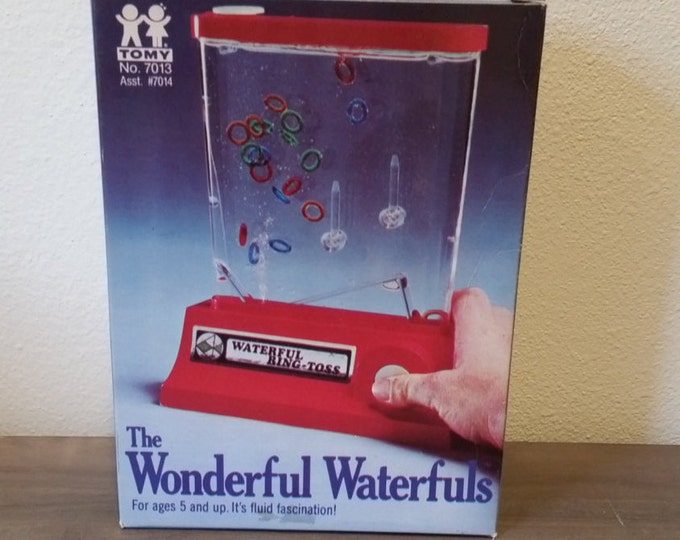 TOMY
No. 7013
Asst. #7014
WATERFUL
RING-TOSS
The
Wonderful Waterfuls
For ages 5 and up. It's fluid fascination!